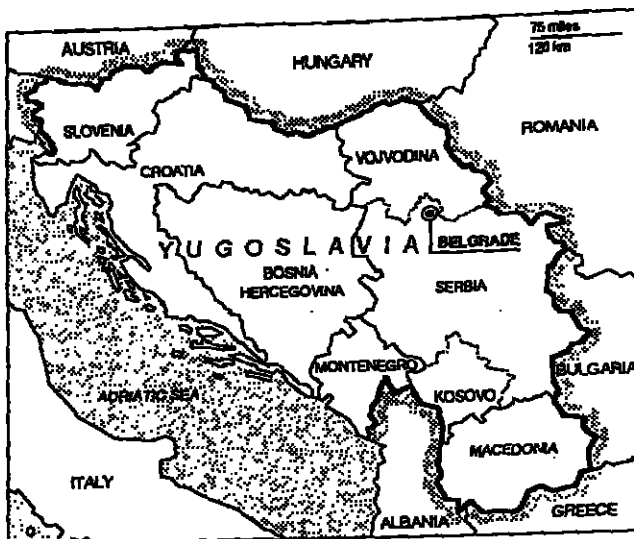 75 miles
120 km
AUSTRIA
HUNGARY
ROMANIA
SLOVENIA
CROATIA
VOJVODINA
YUGOSLAVIA
BELGRADE
BOSNIA
HERCEGOVINA
SERBIA
MONTENEGRO
KOSOVO
BULGARIA
ADRIATIC SEA
MACEDONIA
ITALY
ALBANIA
GREECE